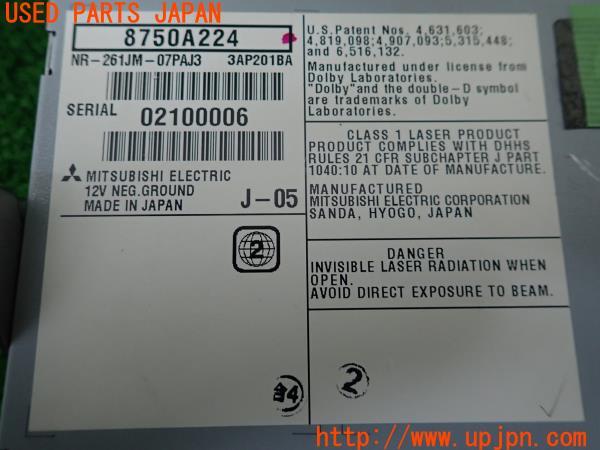 USED PARTS JAPAN
8750A224
NR-261JM-07PAJ3 3AP201BA
SERIAL 02100006
MITSUBISHI ELECTRIC
12V NEG.GROUND
MADE IN JAPAN J-05
2
U.S.Patent Nos. 4,631,603;
4,819,098;4,907,093;5,315,448;
and 6,516,132.
Manufactured under license from
Dolby Laboratories.
"Dolby"and the double-D symbol
are trademarks of Dolby
Laboratories.
CLASS 1 LASER PRODUCT
PRODUCT COMPLIES WITH DHHS
RULES 21 CFR SUBCHAPTER J PART
1040:10 AT DATE OF MANUFACTURE.
MANUFACTURED
MITSUBISHI ELECTRIC CORPORATION
SANDA, HYOGO, JAPAN
DANGER
INVISIBLE LASER RADIATION WHEN
OPEN.
AVOID DIRECT EXPOSURE TO BEAM.
2
http://www.upjpn.com